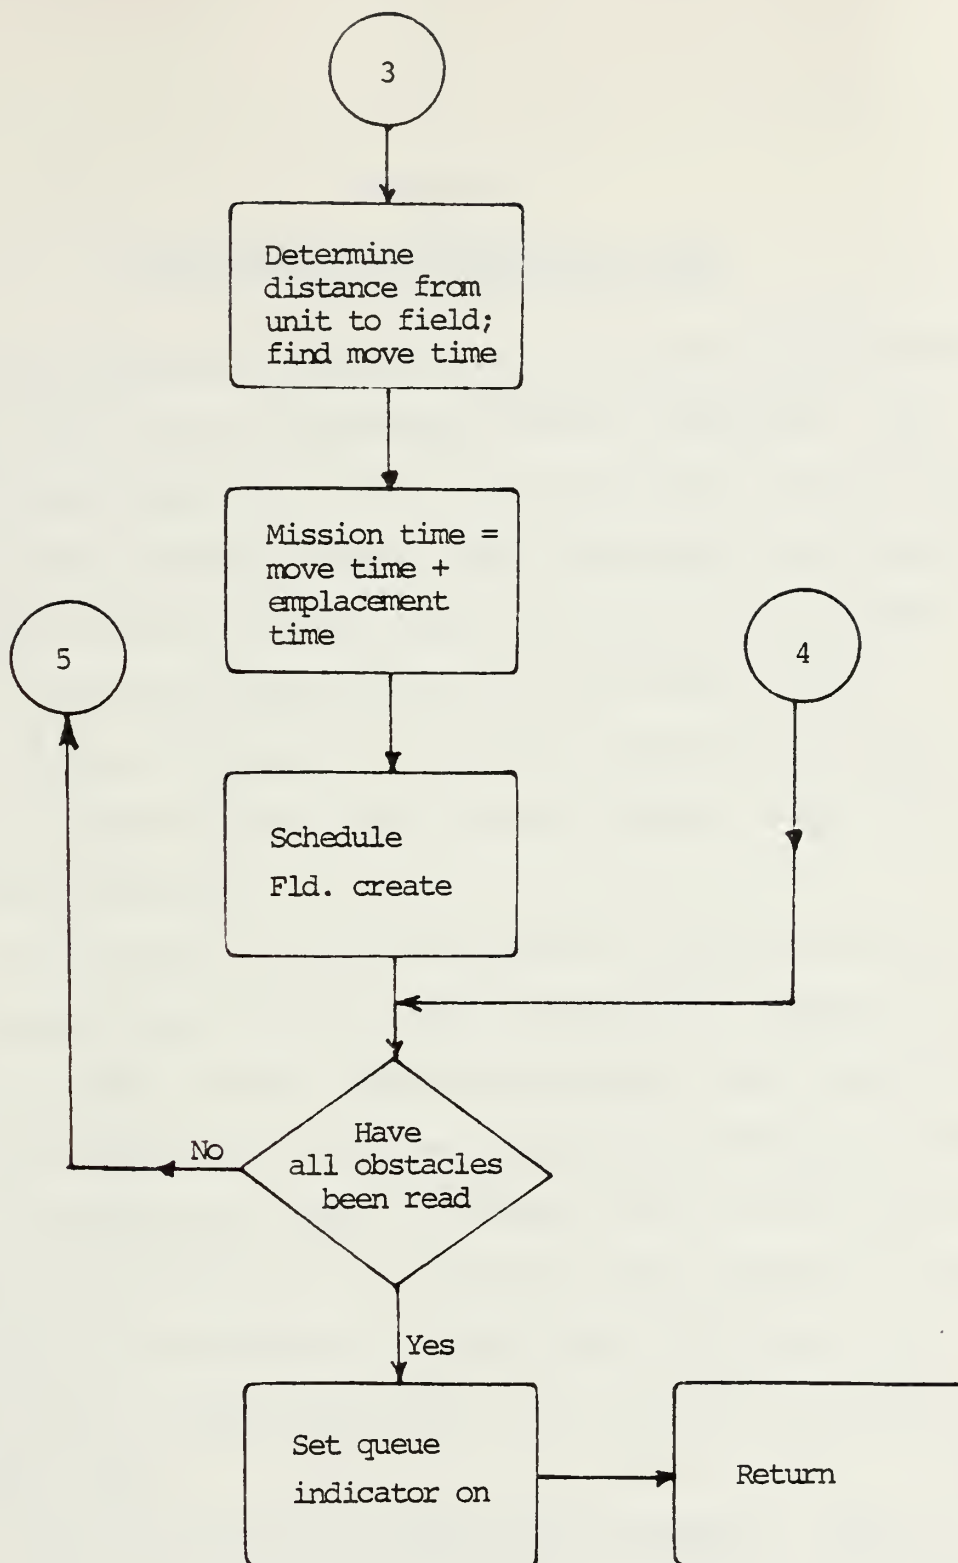 3
Determine
distance from
unit to field;
find move time
Mission time =
move time +
emplacement
time
5
4
Schedule
Fld. create
No
Have
all obstacles
been read
Yes
Set queue
indicator on
Return